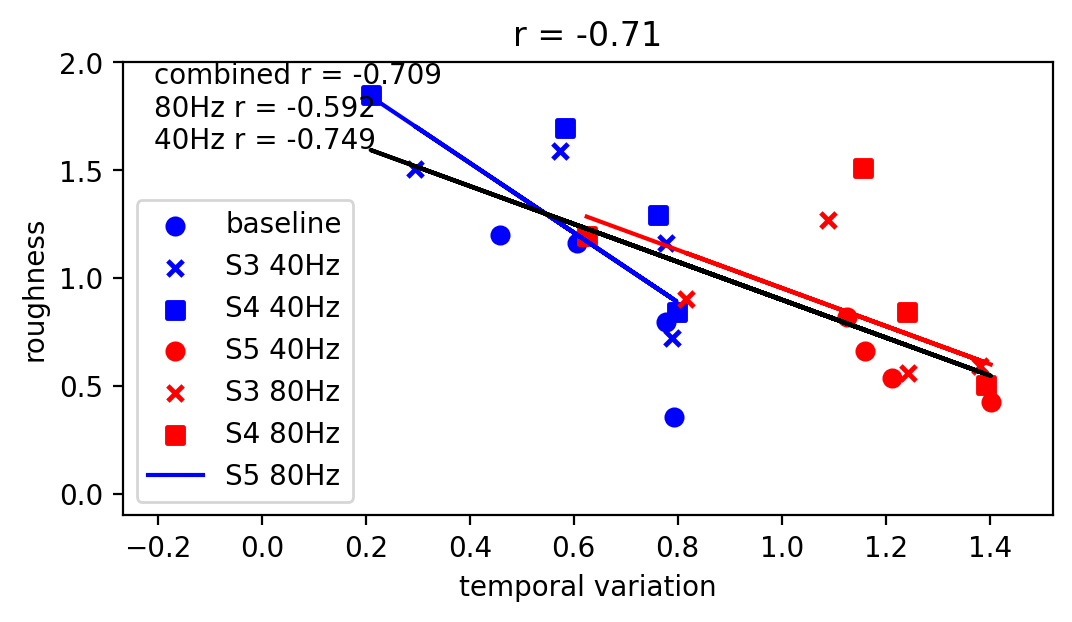 r = -0.71
combined r = -0.709
80Hz r = -0.592
40Hz r = -0.749
2.0
1.5
1.0
0.5
0.0
roughness
baseline
S3 40Hz
S4 40Hz
S5 40Hz
S3 80Hz
S4 80Hz
S5 80Hz
−0.2 0.0 0.2 0.4 0.6 0.8 1.0 1.2 1.4
temporal variation